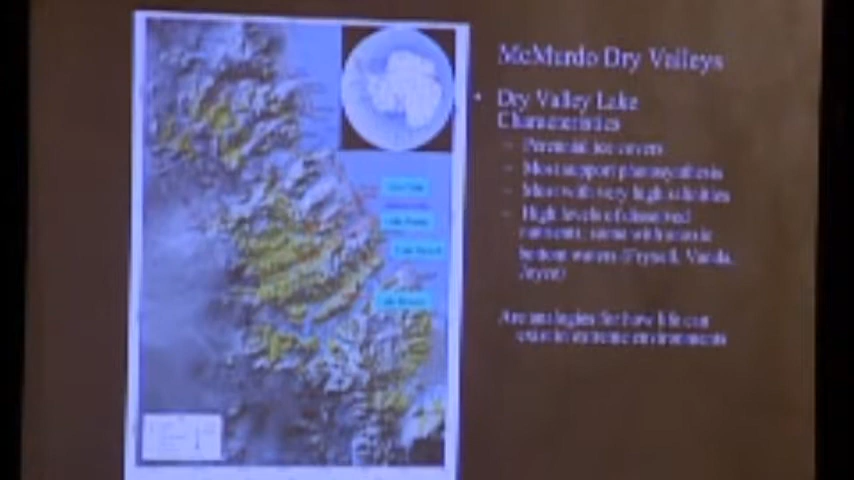 McMurdo Dry Valleys
• Dry Valley Lake
Characteristics
– Perennial ice covers
– Most support photosynthesis
– Most with very high salinities
– High levels of dissolved
nutrients, some with anoxic
bottom waters (Fryxell, Vanda,
Joyce)
Are analogies for how life can
exist in extreme environments